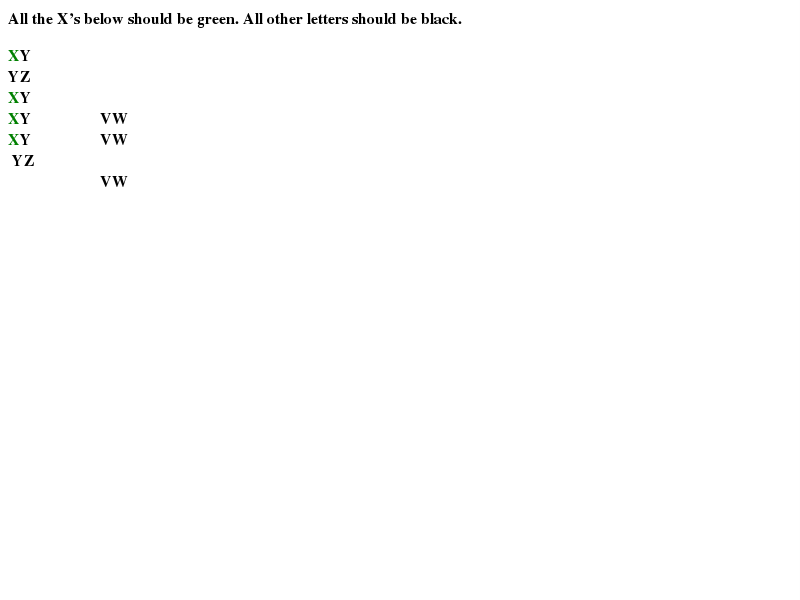 All the X’s below should be green. All other letters should be black.
XY
YZ
XY
XY VW
XY VW
YZ
VW